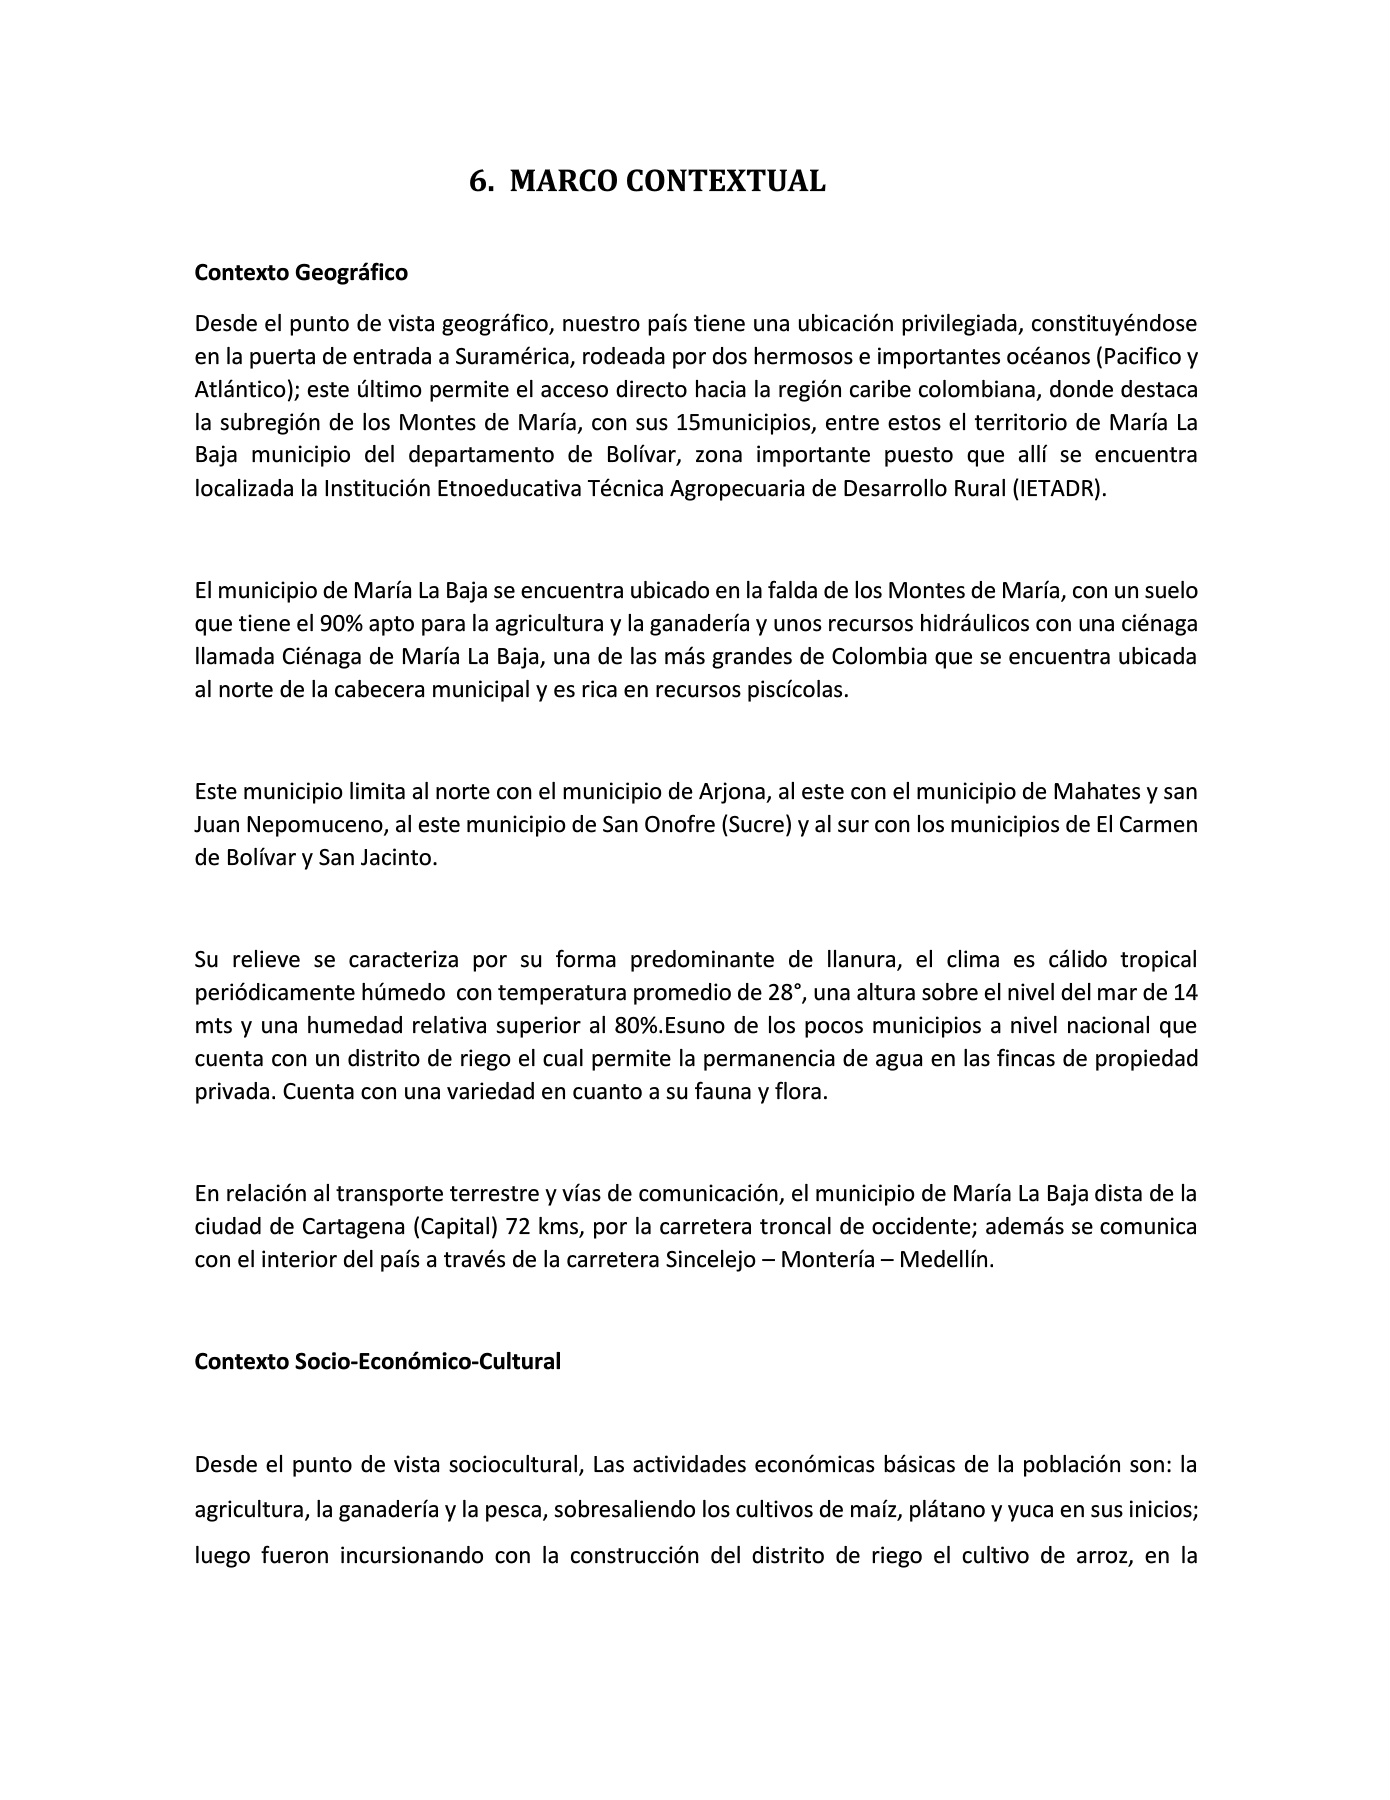 6. MARCO CONTEXTUAL
Contexto Geográfico
Desde el punto de vista geográfico, nuestro país tiene una ubicación privilegiada, constituyéndose
en la puerta de entrada a Suramérica, rodeada por dos hermosos e importantes océanos (Pacifico y
Atlántico); este último permite el acceso directo hacia la región caribe colombiana, donde destaca
la subregión de los Montes de María, con sus 15municipios, entre estos el territorio de María La
Baja municipio del departamento de Bolívar, zona importante puesto que allí se encuentra
localizada la Institución Etnoeducativa Técnica Agropecuaria de Desarrollo Rural (IETADR).
El municipio de María La Baja se encuentra ubicado en la falda de los Montes de María, con un suelo
que tiene el 90% apto para la agricultura y la ganadería y unos recursos hidráulicos con una ciénaga
llamada Ciénaga de María La Baja, una de las más grandes de Colombia que se encuentra ubicada
al norte de la cabecera municipal y es rica en recursos piscícolas.
Este municipio limita al norte con el municipio de Arjona, al este con el municipio de Mahates y san
Juan Nepomuceno, al este municipio de San Onofre (Sucre) y al sur con los municipios de El Carmen
de Bolívar y San Jacinto.
Su relieve se caracteriza por su forma predominante de llanura, el clima es cálido tropical
periódicamente húmedo  con temperatura promedio de 28°, una altura sobre el nivel del mar de 14
mts y una humedad relativa superior al 80%.Esuno de los pocos municipios a nivel nacional que
cuenta con un distrito de riego el cual permite la permanencia de agua en las fincas de propiedad
privada. Cuenta con una variedad en cuanto a su fauna y flora.
En relación al transporte terrestre y vías de comunicación, el municipio de María La Baja dista de la
ciudad de Cartagena (Capital) 72 kms, por la carretera troncal de occidente; además se comunica
con el interior del país a través de la carretera Sincelejo – Montería – Medellín.
Contexto Socio-Económico-Cultural
Desde el punto de vista sociocultural, Las actividades económicas básicas de la población son: la
agricultura, la ganadería y la pesca, sobresaliendo los cultivos de maíz, plátano y yuca en sus inicios;
luego fueron incursionando con la construcción del distrito de riego el cultivo de arroz, en la